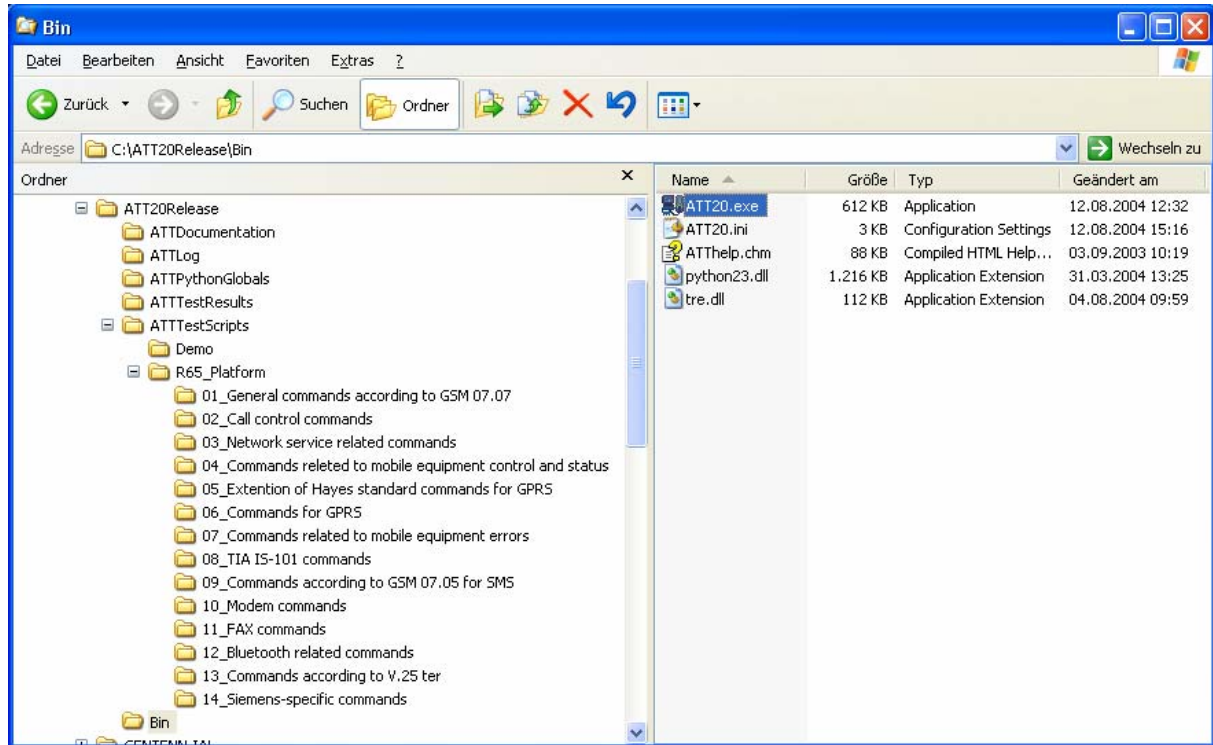 Bin
Datei Bearbeiten Ansicht Favoriten Extras ?
Zurück Suchen Ordner
Adresse C:\ATT20Release\Bin Wechseln zu
Ordner
ATT20Release
ATTDocumentation
ATTLog
ATTPythonGlobals
ATTTestResults
ATTTestScripts
Demo
R65_Platform
01_General commands according to GSM 07.07
02_Call control commands
03_Network service related commands
04_Commands releted to mobile equipment control and status
05_Extention of Hayes standard commands for GPRS
06_Commands for GPRS
07_Commands related to mobile equipment errors
08_TIA IS-101 commands
09_Commands according to GSM 07.05 for SMS
10_Modem commands
11_FAX commands
12_Bluetooth related commands
13_Commands according to V.25 ter
14_Siemens-specific commands
Bin
Name Größe Typ Geändert am
ATT20.exe 612 KB Application 12.08.2004 12:32
ATT20.ini 3 KB Configuration Settings 12.08.2004 15:16
ATThelp.chm 88 KB Compiled HTML Help... 03.09.2003 10:19
python23.dll 1.216 KB Application Extension 31.03.2004 13:25
tre.dll 112 KB Application Extension 04.08.2004 09:59